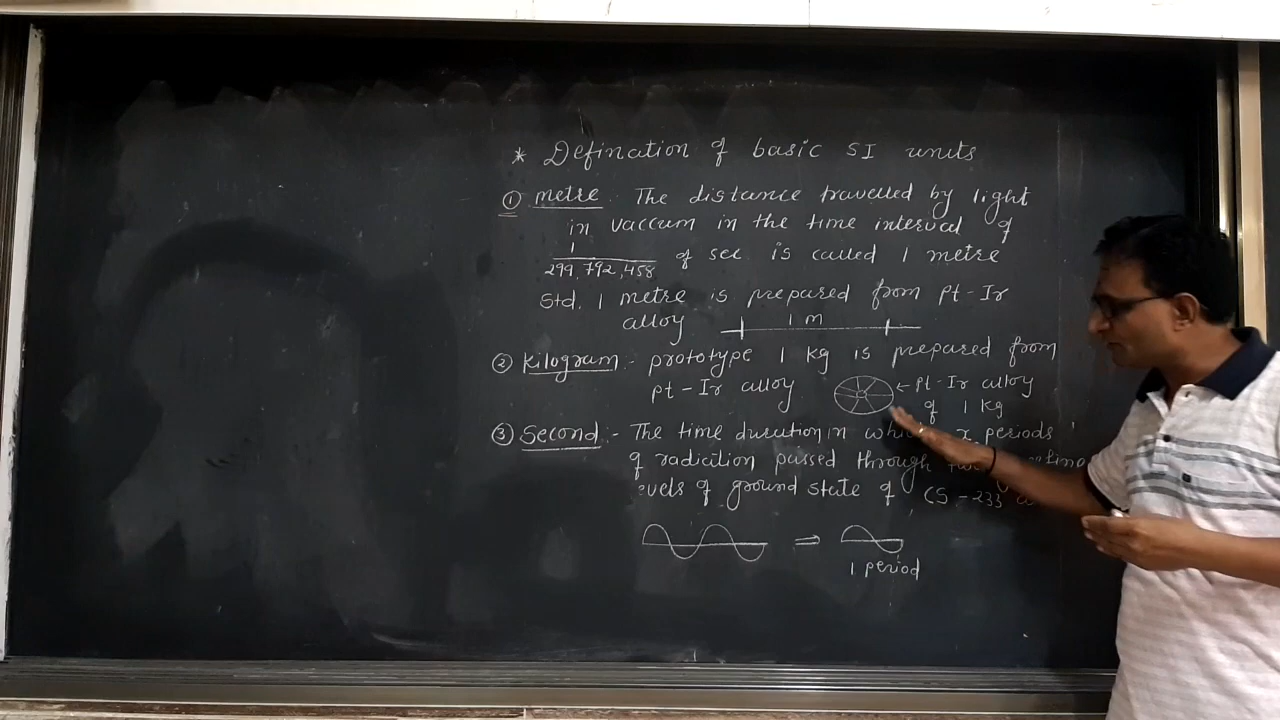 * Defination of basic SI units
① metre. The distance travelled by light
in vaccum in the time interval of
1
299,792,458 of sec is called 1 metre
Std. 1 metre is prepared from pt-Ir
alloy 1 m
② Kilogram:- prototype 1 kg is prepared from
pt-Ir alloy ← Pt-Ir alloy
of 1 kg
③ Second:- The time duration in x periods
of radiation passed through
evels of ground state of CS-233
⇒
1 period